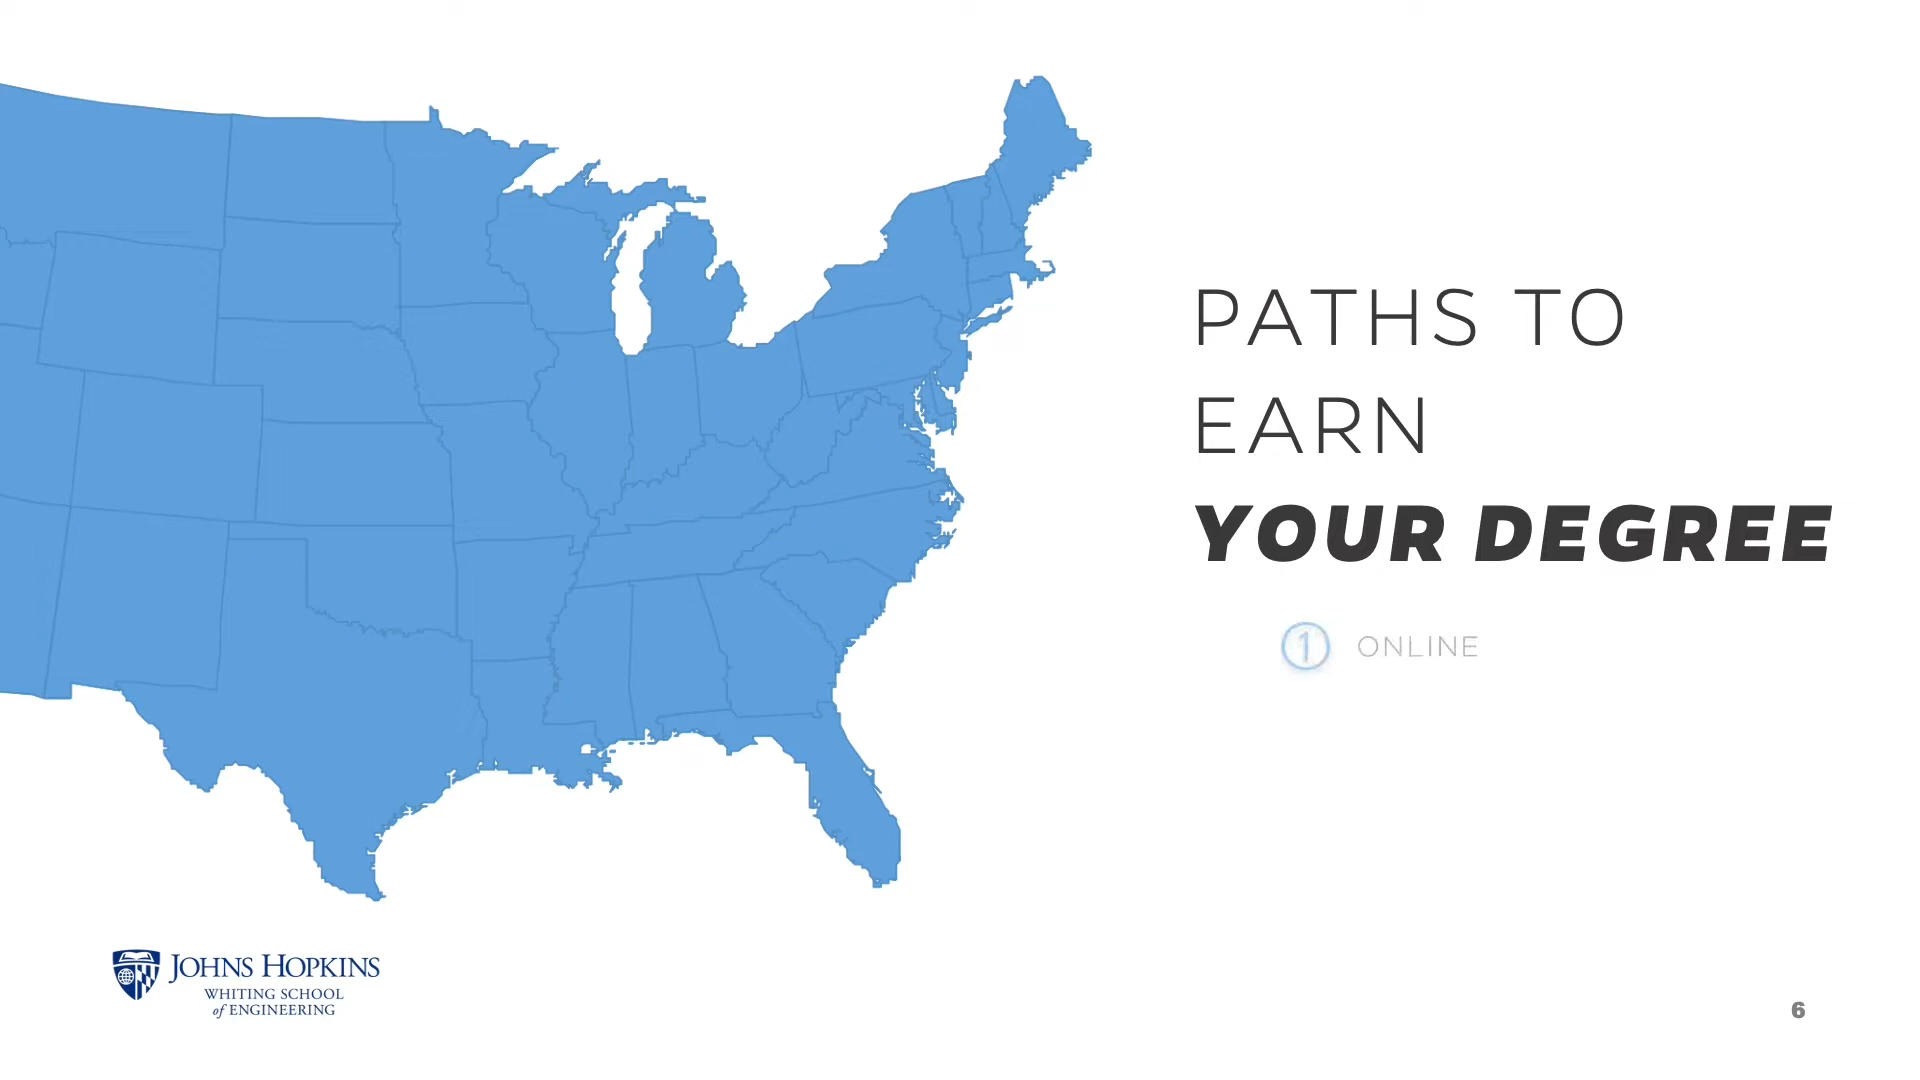 PATHS TO
EARN
YOUR DEGREE
1 ONLINE
JOHNS HOPKINS
WHITING SCHOOL
of ENGINEERING
6